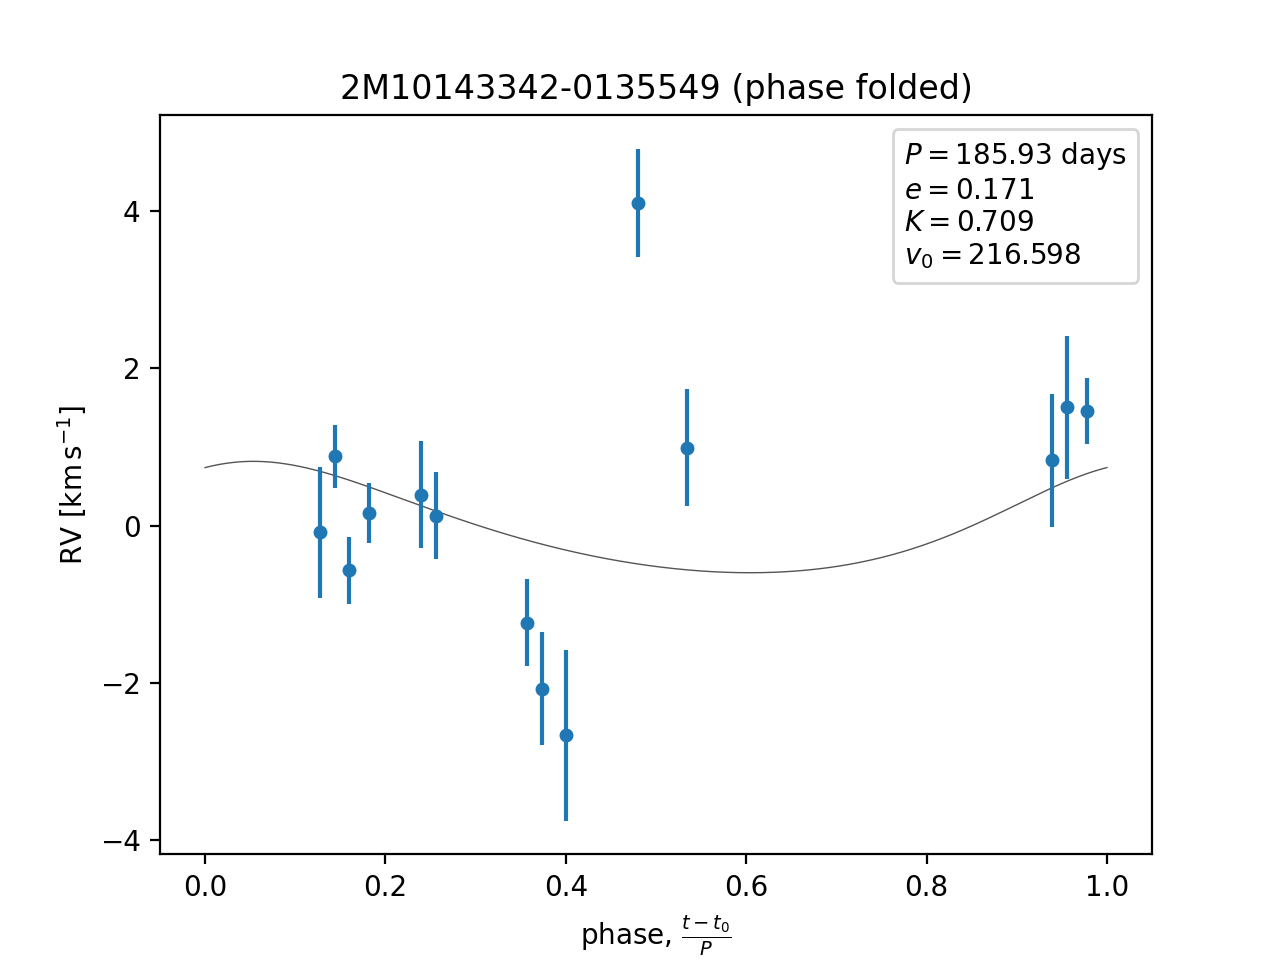 2M10143342-0135549 (phase folded)
P = 185.93 days
e = 0.171
K = 0.709
v₀ = 216.598
RV [km s⁻¹]
4
2
0
−2
−4
0.0 0.2 0.4 0.6 0.8 1.0
phase, (t − t₀)/P